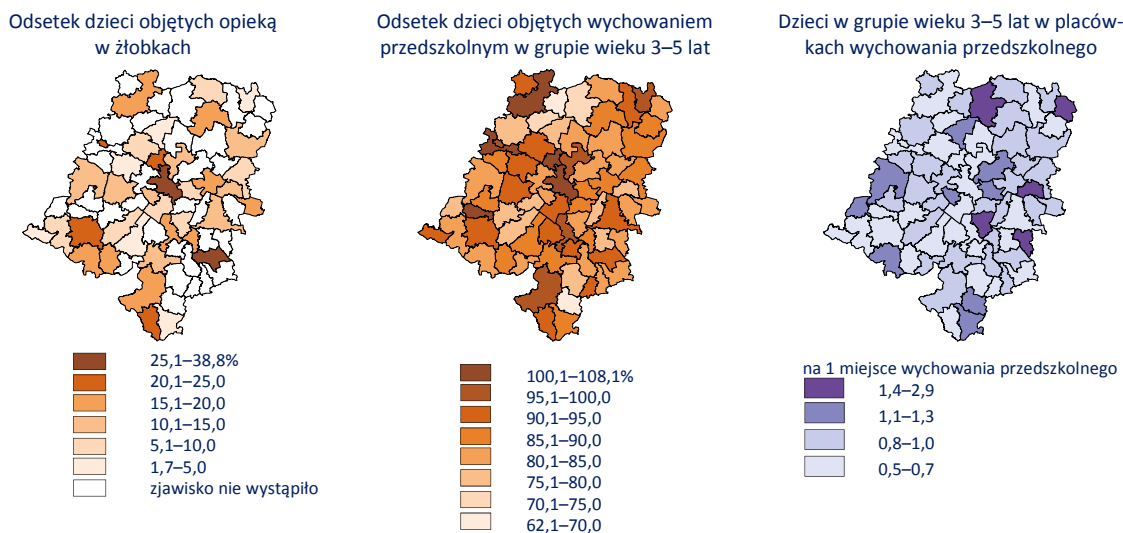 Odsetek dzieci objętych opieką
w żłobkach
25,1–38,8%
20,1–25,0
15,1–20,0
10,1–15,0
5,1–10,0
1,7–5,0
zjawisko nie wystąpiło
Odsetek dzieci objętych wychowaniem
przedszkolnym w grupie wieku 3–5 lat
100,1–108,1%
95,1–100,0
90,1–95,0
85,1–90,0
80,1–85,0
75,1–80,0
70,1–75,0
62,1–70,0
Dzieci w grupie wieku 3–5 lat w placów-
kach wychowania przedszkolnego
na 1 miejsce wychowania przedszkolnego
1,4–2,9
1,1–1,3
0,8–1,0
0,5–0,7